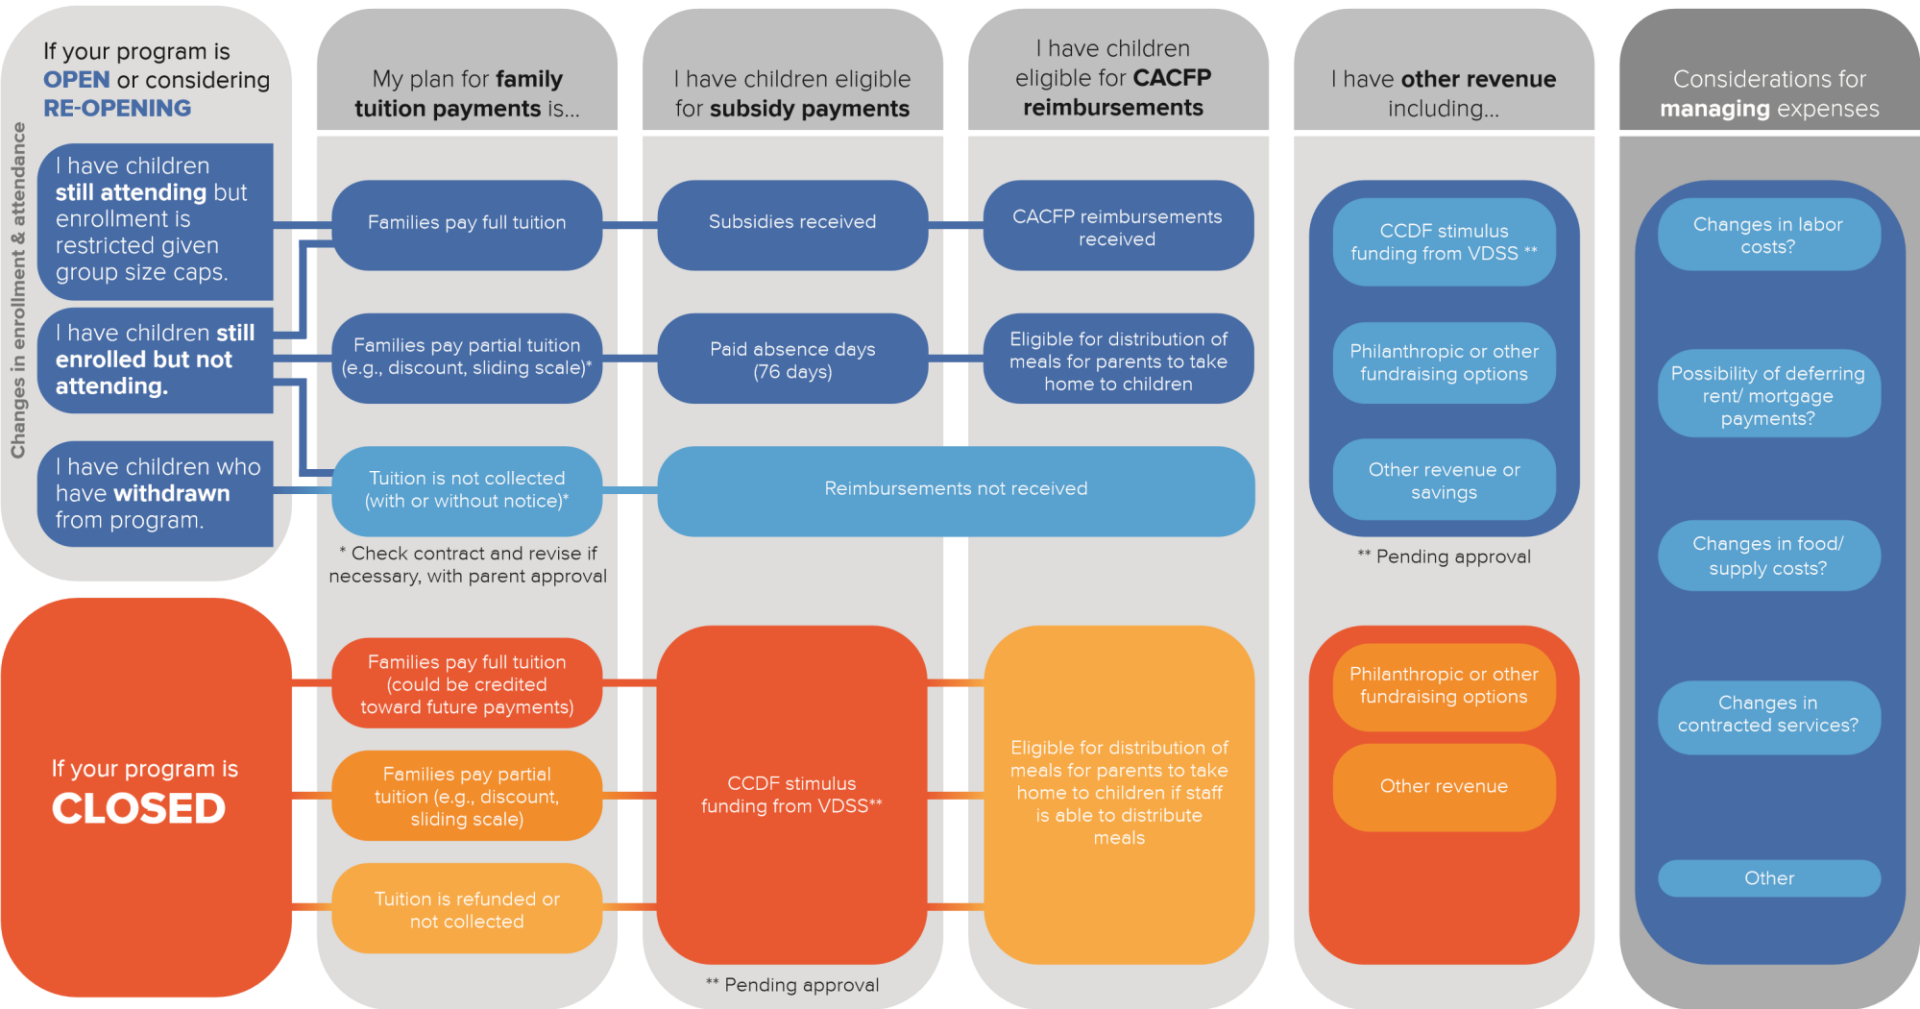 If your program is
OPEN or considering
RE-OPENING
Changes in enrollment & attendance
I have children
still attending but
enrollment is
restricted given
group size caps.
I have children still
enrolled but not
attending.
I have children who
have withdrawn
from program.
My plan for family
tuition payments is...
Families pay full tuition
Families pay partial tuition
(e.g., discount, sliding scale)*
Tuition is not collected
(with or without notice)*
* Check contract and revise if
necessary, with parent approval
I have children eligible
for subsidy payments
Subsidies received
Paid absence days
(76 days)
I have children
eligible for CACFP
reimbursements
CACFP reimbursements
received
Eligible for distribution of
meals for parents to take
home to children
Reimbursements not received
I have other revenue
including...
CCDF stimulus
funding from VDSS **
Philanthropic or other
fundraising options
Other revenue or
savings
** Pending approval
Considerations for
managing expenses
Changes in labor
costs?
Possibility of deferring
rent/ mortgage
payments?
Changes in food/
supply costs?
Changes in
contracted services?
Other
If your program is
CLOSED
Families pay full tuition
(could be credited
toward future payments)
Families pay partial
tuition (e.g., discount,
sliding scale)
Tuition is refunded or
not collected
CCDF stimulus
funding from VDSS**
** Pending approval
Eligible for distribution of
meals for parents to take
home to children if staff
is able to distribute
meals
Philanthropic or other
fundraising options
Other revenue